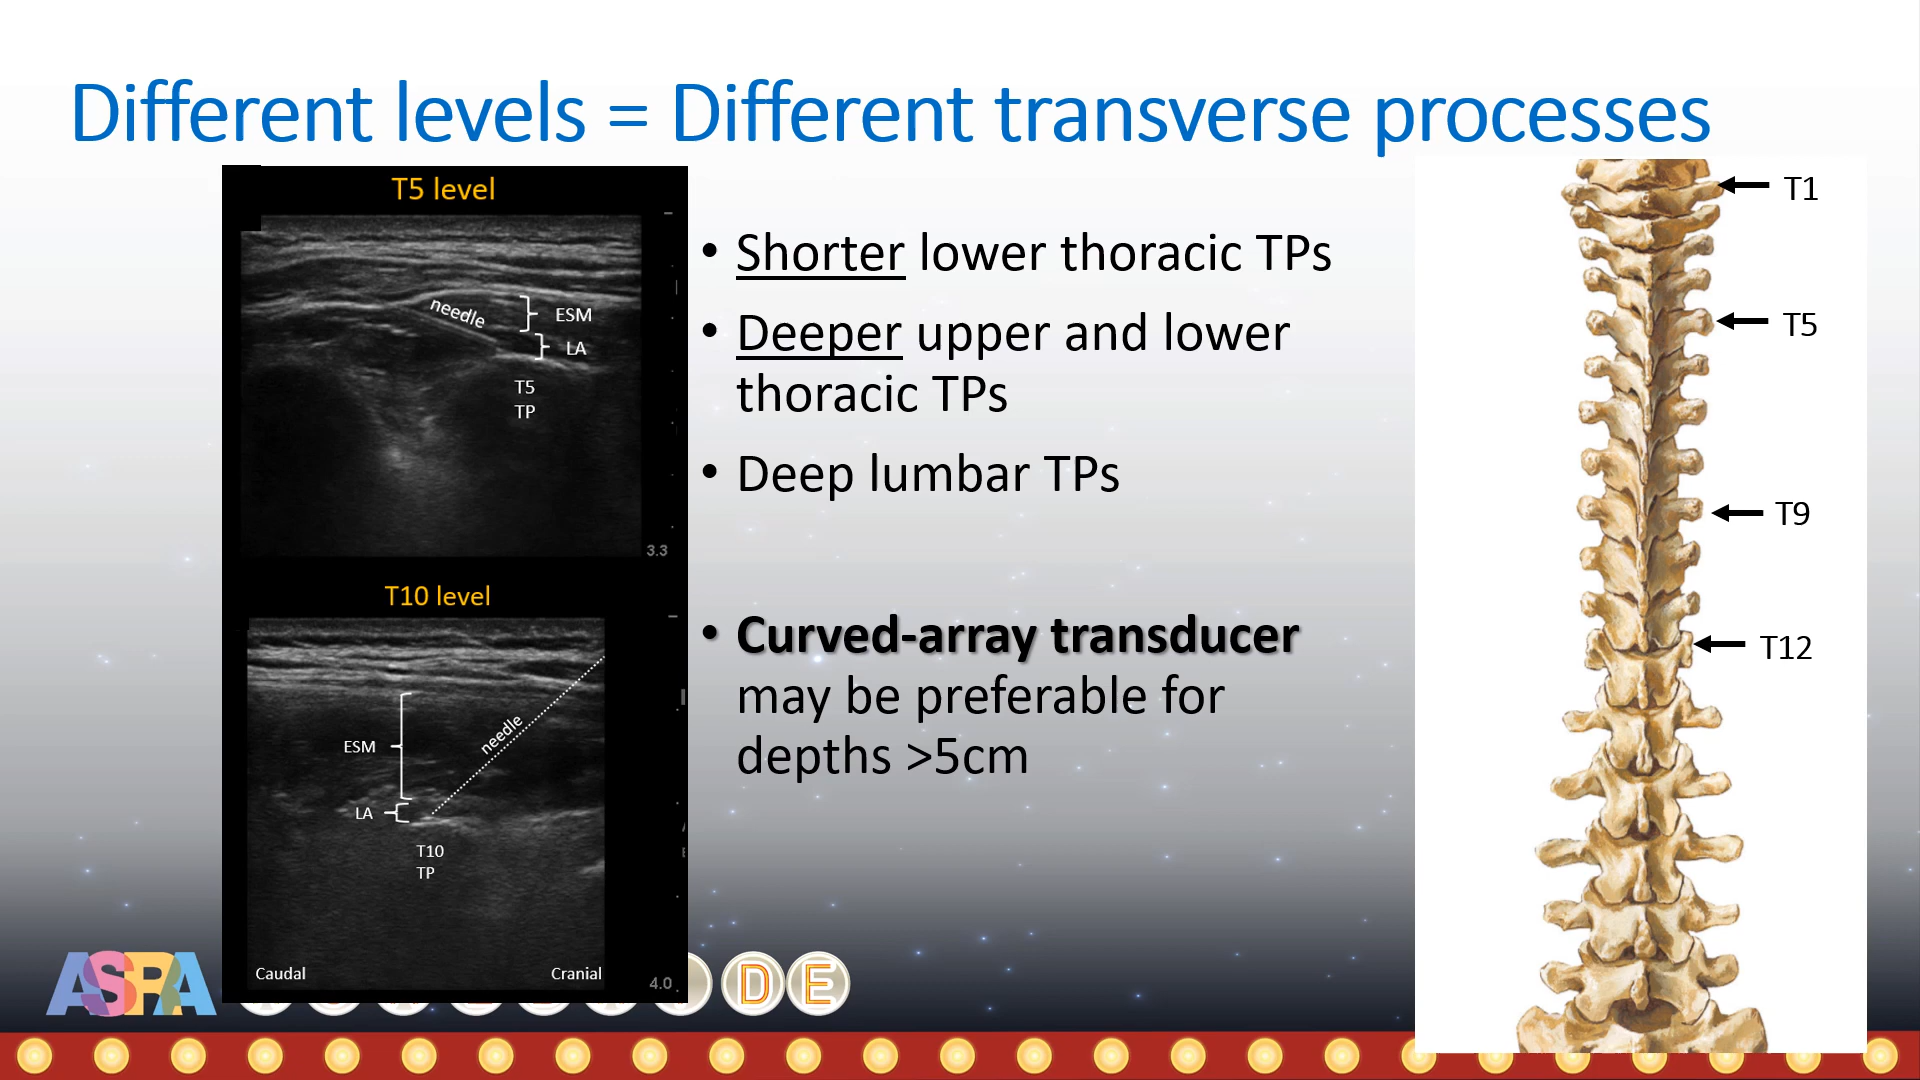 Different levels = Different transverse processes
T5 level
needle
ESM
LA
T5
TP
3.3
T10 level
needle
ESM
LA
T10
TP
Caudal
Cranial
4.0
• Shorter lower thoracic TPs
• Deeper upper and lower
thoracic TPs
• Deep lumbar TPs
• Curved-array transducer
may be preferable for
depths >5cm
T1
T5
T9
T12
ASRA
DE